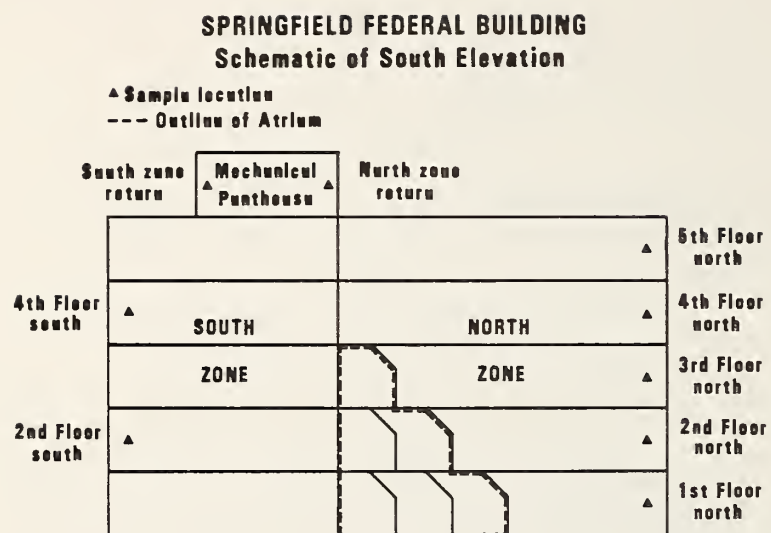 SPRINGFIELD FEDERAL BUILDING
Schematic of South Elevation
▲ Sample location
--- Outline of Atrium
South zone
return
Mechanical
Penthouse
North zone
return
5th Floor
north
4th Floor
south
4th Floor
north
SOUTH
NORTH
ZONE
ZONE
3rd Floor
north
2nd Floor
south
2nd Floor
north
1st Floor
north